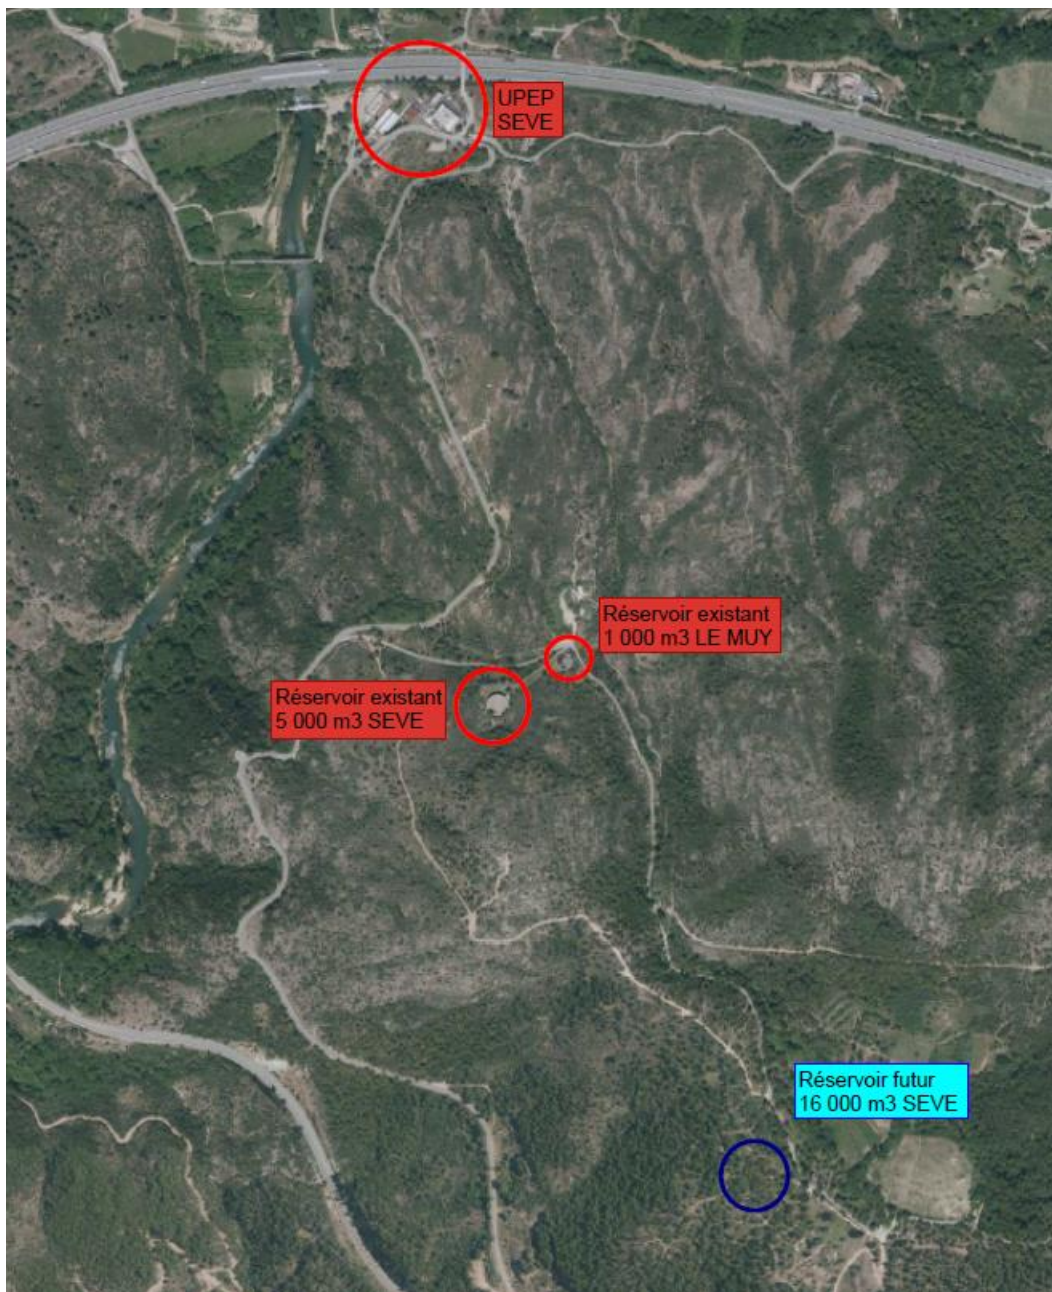 UPEP
SEVE
Réservoir existant
1 000 m3 LE MUY
Réservoir existant
5 000 m3 SEVE
Réservoir futur
16 000 m3 SEVE